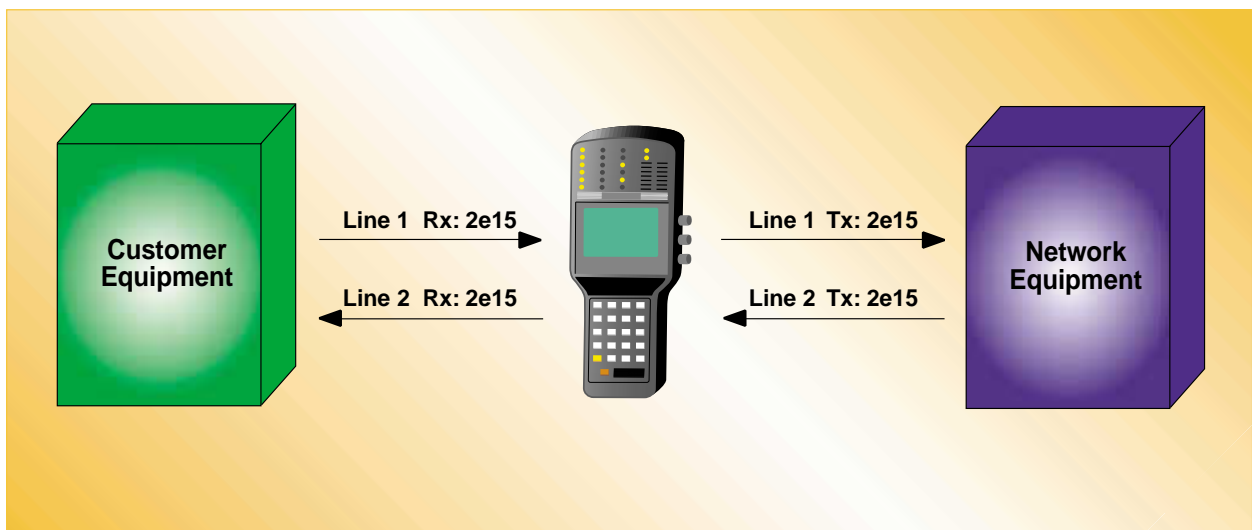 Customer
Equipment
Line 1 Rx: 2e15
Line 2 Rx: 2e15
Line 1 Tx: 2e15
Line 2 Tx: 2e15
Network
Equipment